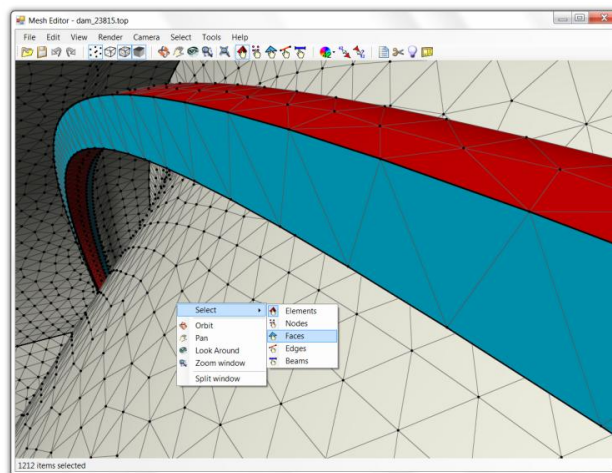 Mesh Editor - dam_23815.top
File Edit View Render Camera Select Tools Help
Select
Orbit
Pan
Look Around
Zoom window
Split window
Elements
Nodes
Faces
Edges
Beams
1212 items selected